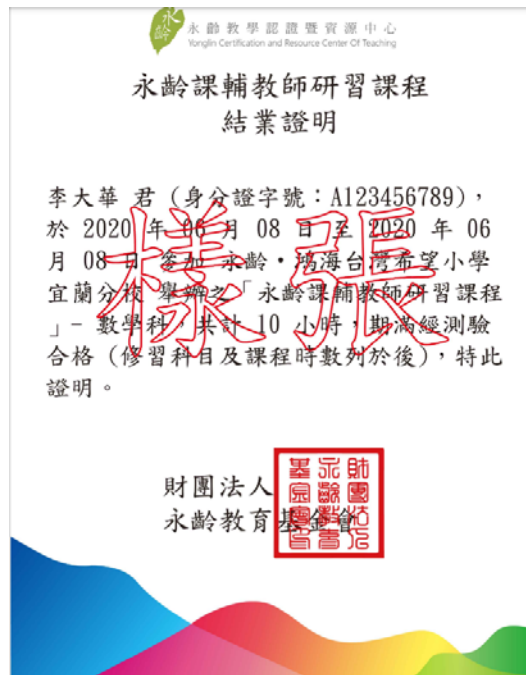 永齡
永齡教學認證暨資源中心
Yonglin Certification and Resource Center Of Teaching
永齡課輔教師研習課程
結業證明
李大華 君 (身分證字號：A123456789)，
於 2020 年 06 月 08 日 至 2020 年 06
月 08 日 參加 永齡・鴻海台灣希望小學
宜蘭分校 舉辦之「永齡課輔教師研習課程
」- 數學科，共計 10 小時，期滿經測驗
合格 (修習科目及課程時數列於後)，特此
證明。
樣張
財團法人
永齡教育基金會